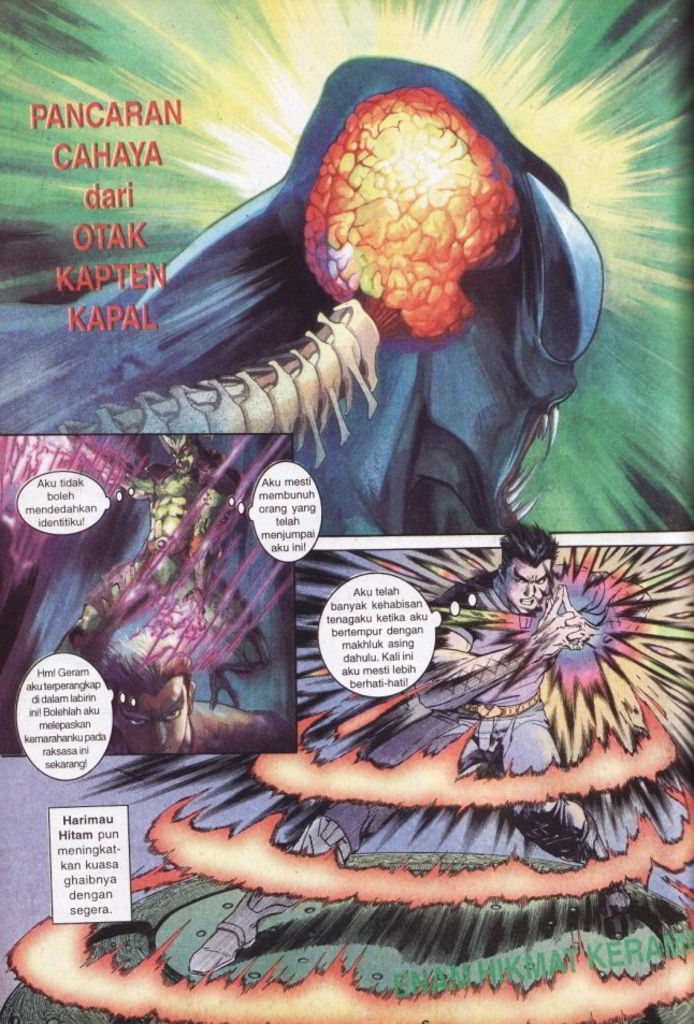 PANCARAN
CAHAYA
dari
OTAK
KAPTEN
KAPAL
Aku tidak
boleh
mendedahkan
identitiku!
Aku mesti
membunuh
orang yang
telah
menjumpai
aku ini!
Aku telah
banyak kehabisan
tenagaku ketika aku
bertempur dengan
makhluk asing
dahulu. Kali ini
aku mesti lebih
berhati-hati!
Hm! Geram
aku terperangkap
di dalam labirin
ini! Bolehlah aku
melepaskan
kemarahanku pada
raksasa ini
sekarang!
Harimau
Hitam pun
meningkat-
kan kuasa
ghaibnya
dengan
segera.
ENAM HIKMAT